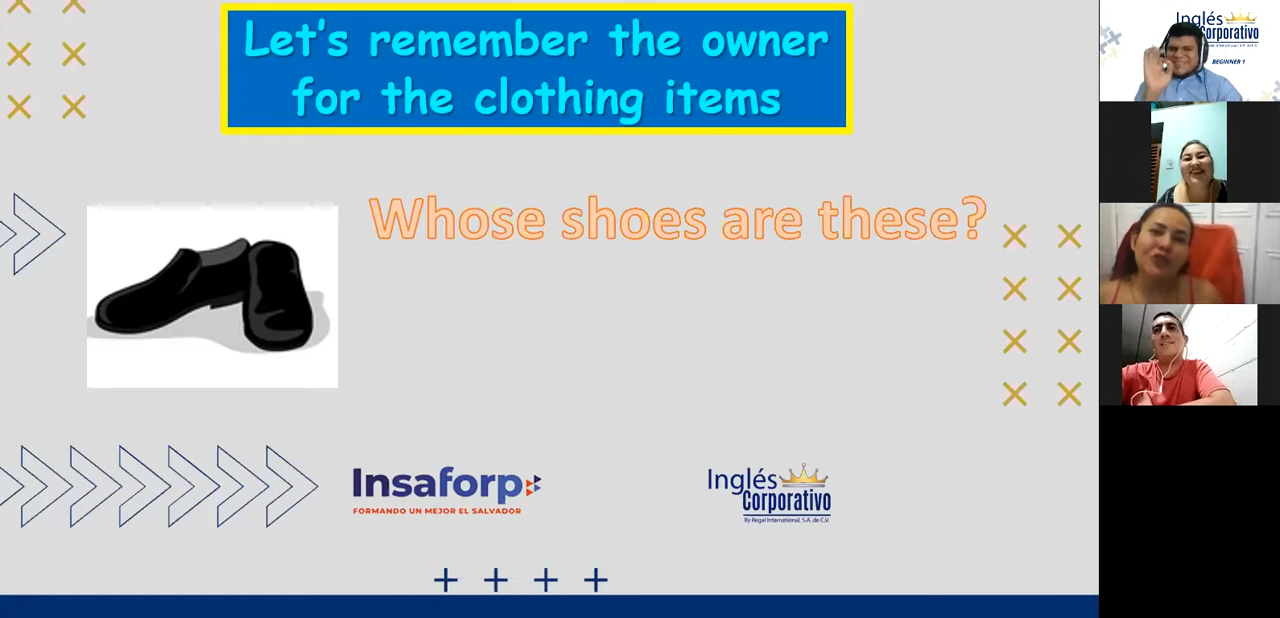 Let's remember the owner
for the clothing items
Whose shoes are these?
Insaforp
FORMANDO UN MEJOR EL SALVADOR
Inglés
Corporativo
By Regal International, S.A. de C.V.
Inglés
Corporativo
BEGINNER 1